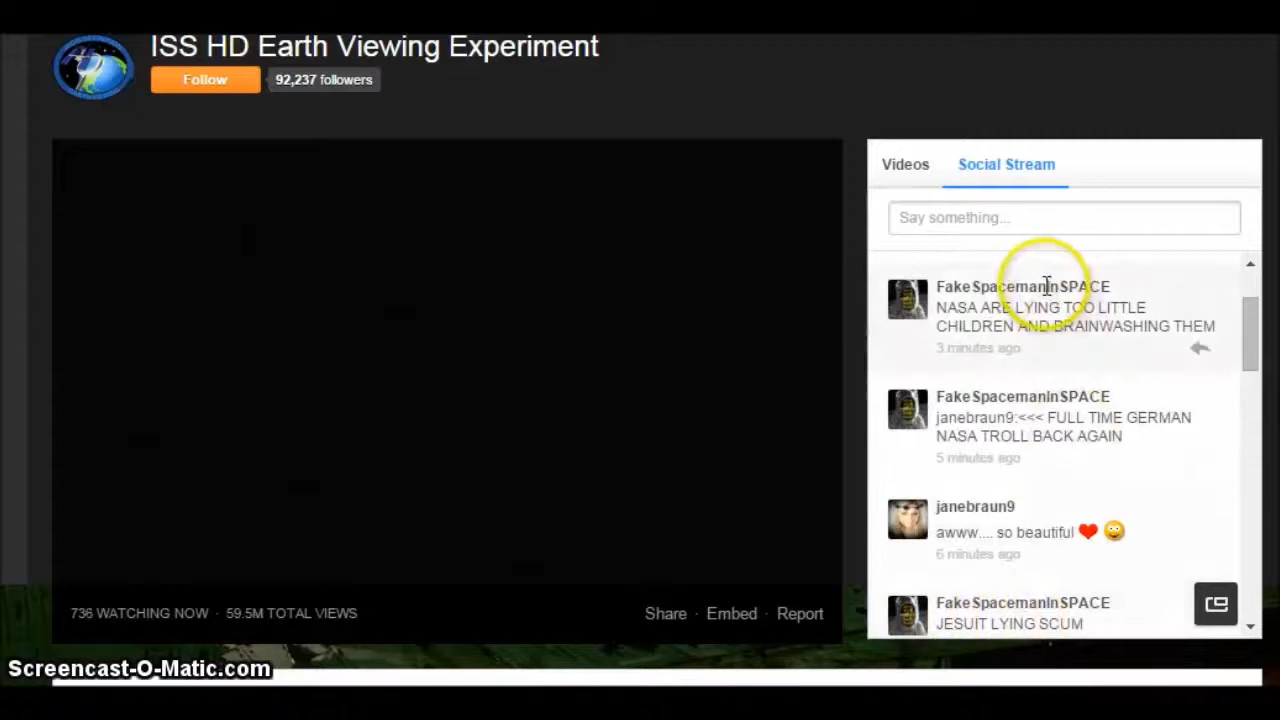 ISS HD Earth Viewing Experiment
Follow
92,237 followers
Videos
Social Stream
Say something...
FakeSpacemanInSPACE
NASA ARE LYING TOO LITTLE
CHILDREN AND BRAINWASHING THEM
3 minutes ago
FakeSpacemanInSPACE
janebraun9:<<< FULL TIME GERMAN
NASA TROLL BACK AGAIN
5 minutes ago
janebraun9
awww.... so beautiful
6 minutes ago
FakeSpacemanInSPACE
JESUIT LYING SCUM
736 WATCHING NOW · 59.5M TOTAL VIEWS
Share · Embed · Report
Screencast-O-Matic.com